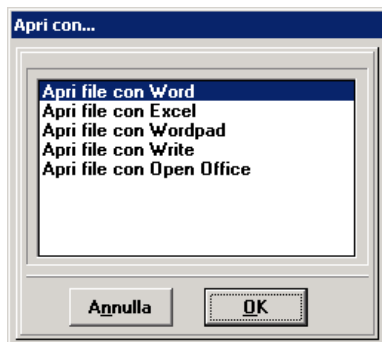 Apri con...
Apri file con Word
Apri file con Excel
Apri file con Wordpad
Apri file con Write
Apri file con Open Office
Annulla
OK